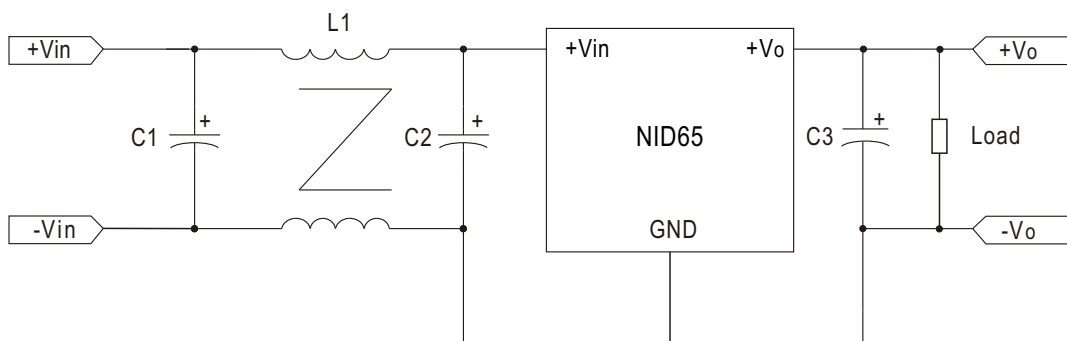 L1
+Vin
+Vin
+Vo
+Vo
C1
+
C2
+
NID65
C3
+
Load
-Vin
GND
-Vo